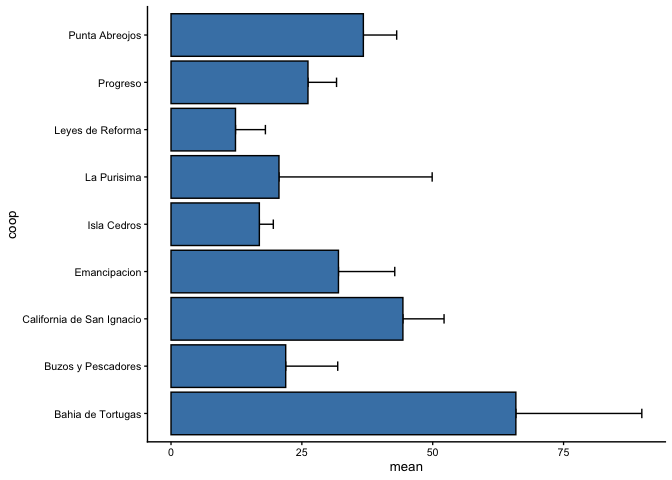 Punta Abreojos
Progreso
Leyes de Reforma
La Purisima
Isla Cedros
Emancipacion
California de San Ignacio
Buzos y Pescadores
Bahia de Tortugas
coop
0 25 50 75
mean